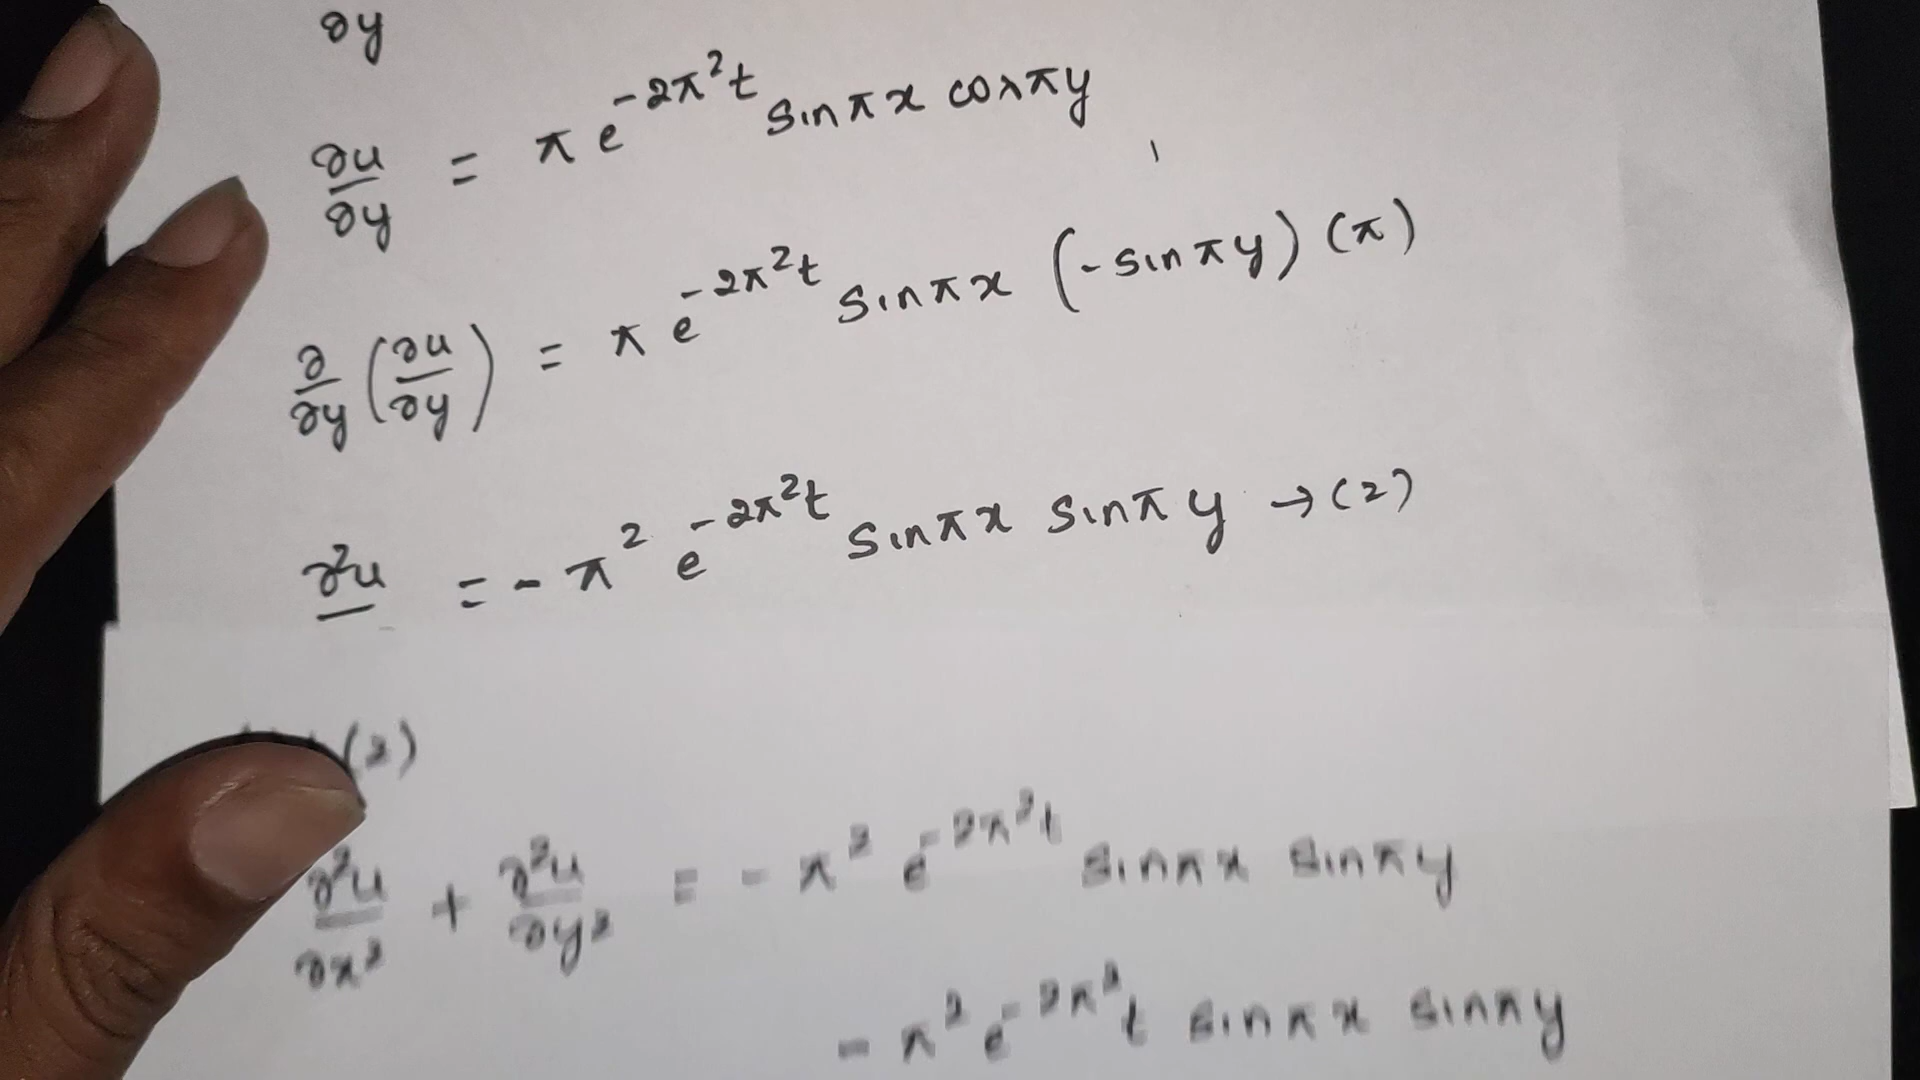 ∂y
∂u/∂y = π e^{-2π²t} sin πx cos πy
∂/∂y (∂u/∂y) = π e^{-2π²t} sin πx (-sin πy) (π)
∂²u = -π² e^{-2π²t} sin πx sin πy → (2)
(2)
∂²u/∂x² + ∂²u/∂y² = -π² e^{-2π²t} sin πx sin πy
-π² e^{-2π²t} sin πx sin πy